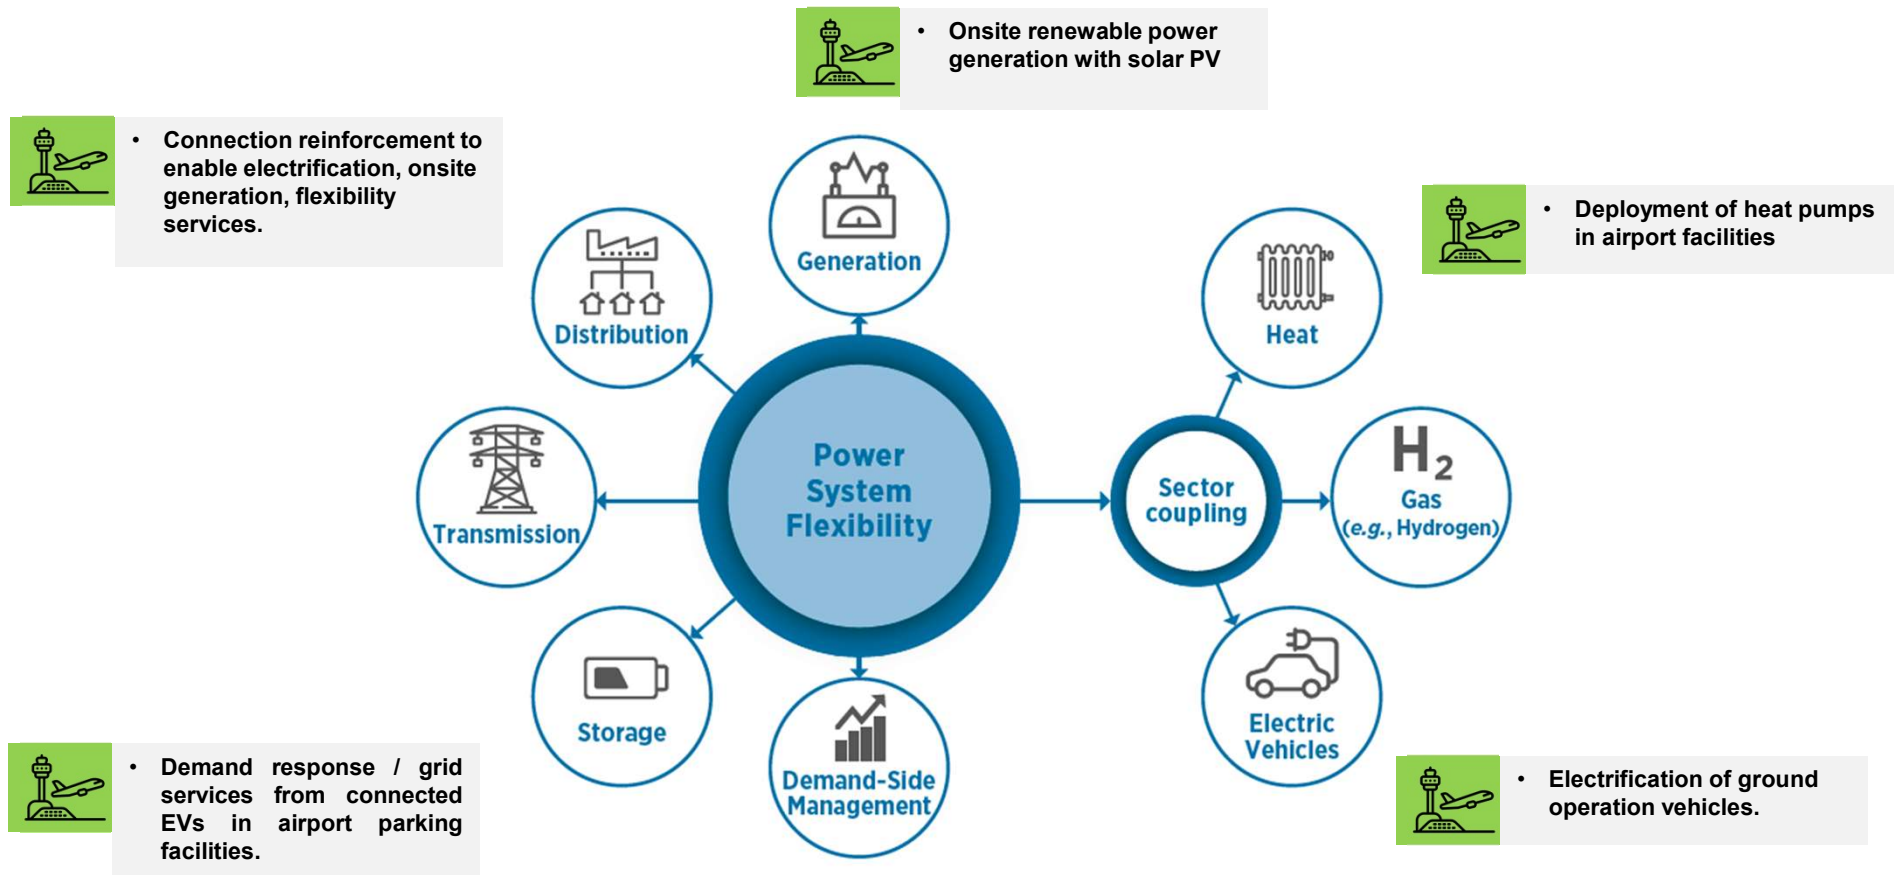 • Onsite renewable power
generation with solar PV
• Connection reinforcement to
enable electrification, onsite
generation, flexibility
services.
• Deployment of heat pumps
in airport facilities
Generation
Distribution
Heat
Transmission
Power
System
Flexibility
Sector
coupling
H2
Gas
(e.g., Hydrogen)
Storage
Demand-Side
Management
Electric
Vehicles
• Demand response / grid
services from connected
EVs in airport parking
facilities.
• Electrification of ground
operation vehicles.